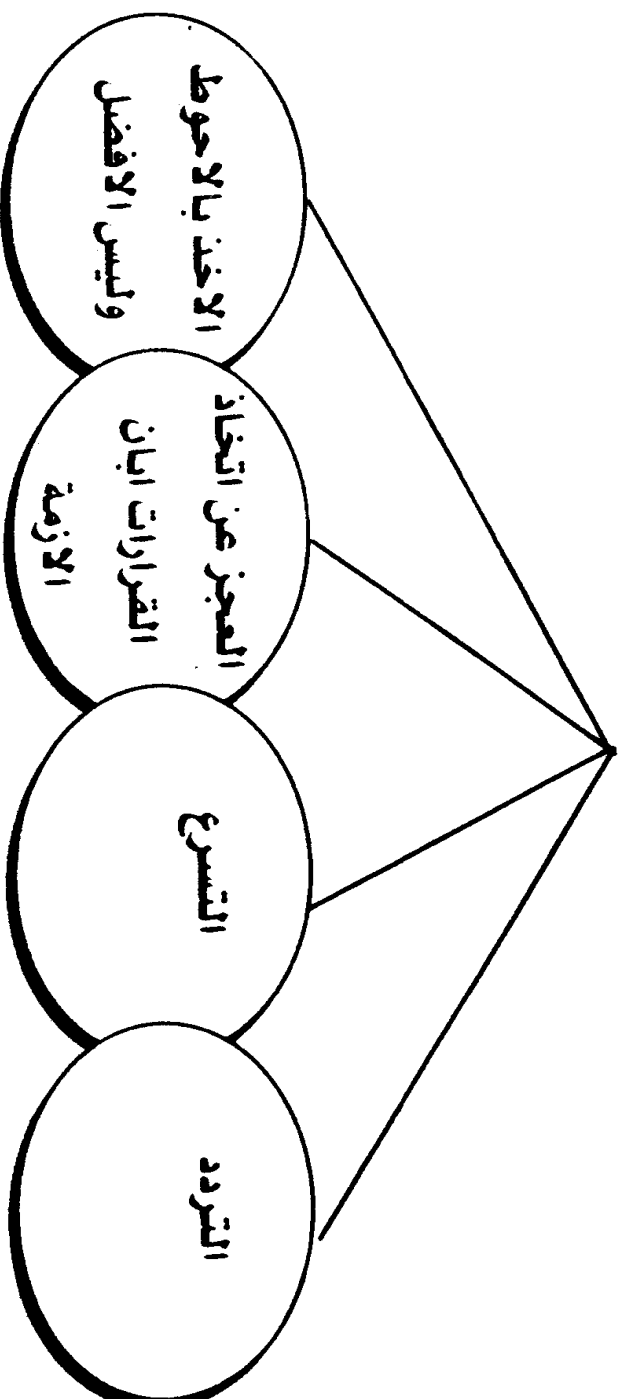 التردد
التسرع
العجز عن اتخاذ
القرارات ابان
الازمة
الاخذ بالاحوط
وليس الافضل